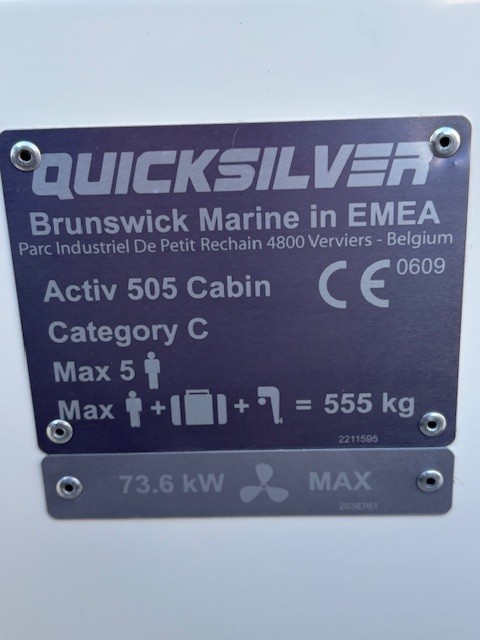 QUICKSILVER
Brunswick Marine in EMEA
Parc Industriel De Petit Rechain 4800 Verviers - Belgium
Activ 505 Cabin CE 0609
Category C
Max 5
Max + + = 555 kg
2211595
73.6 kW MAX